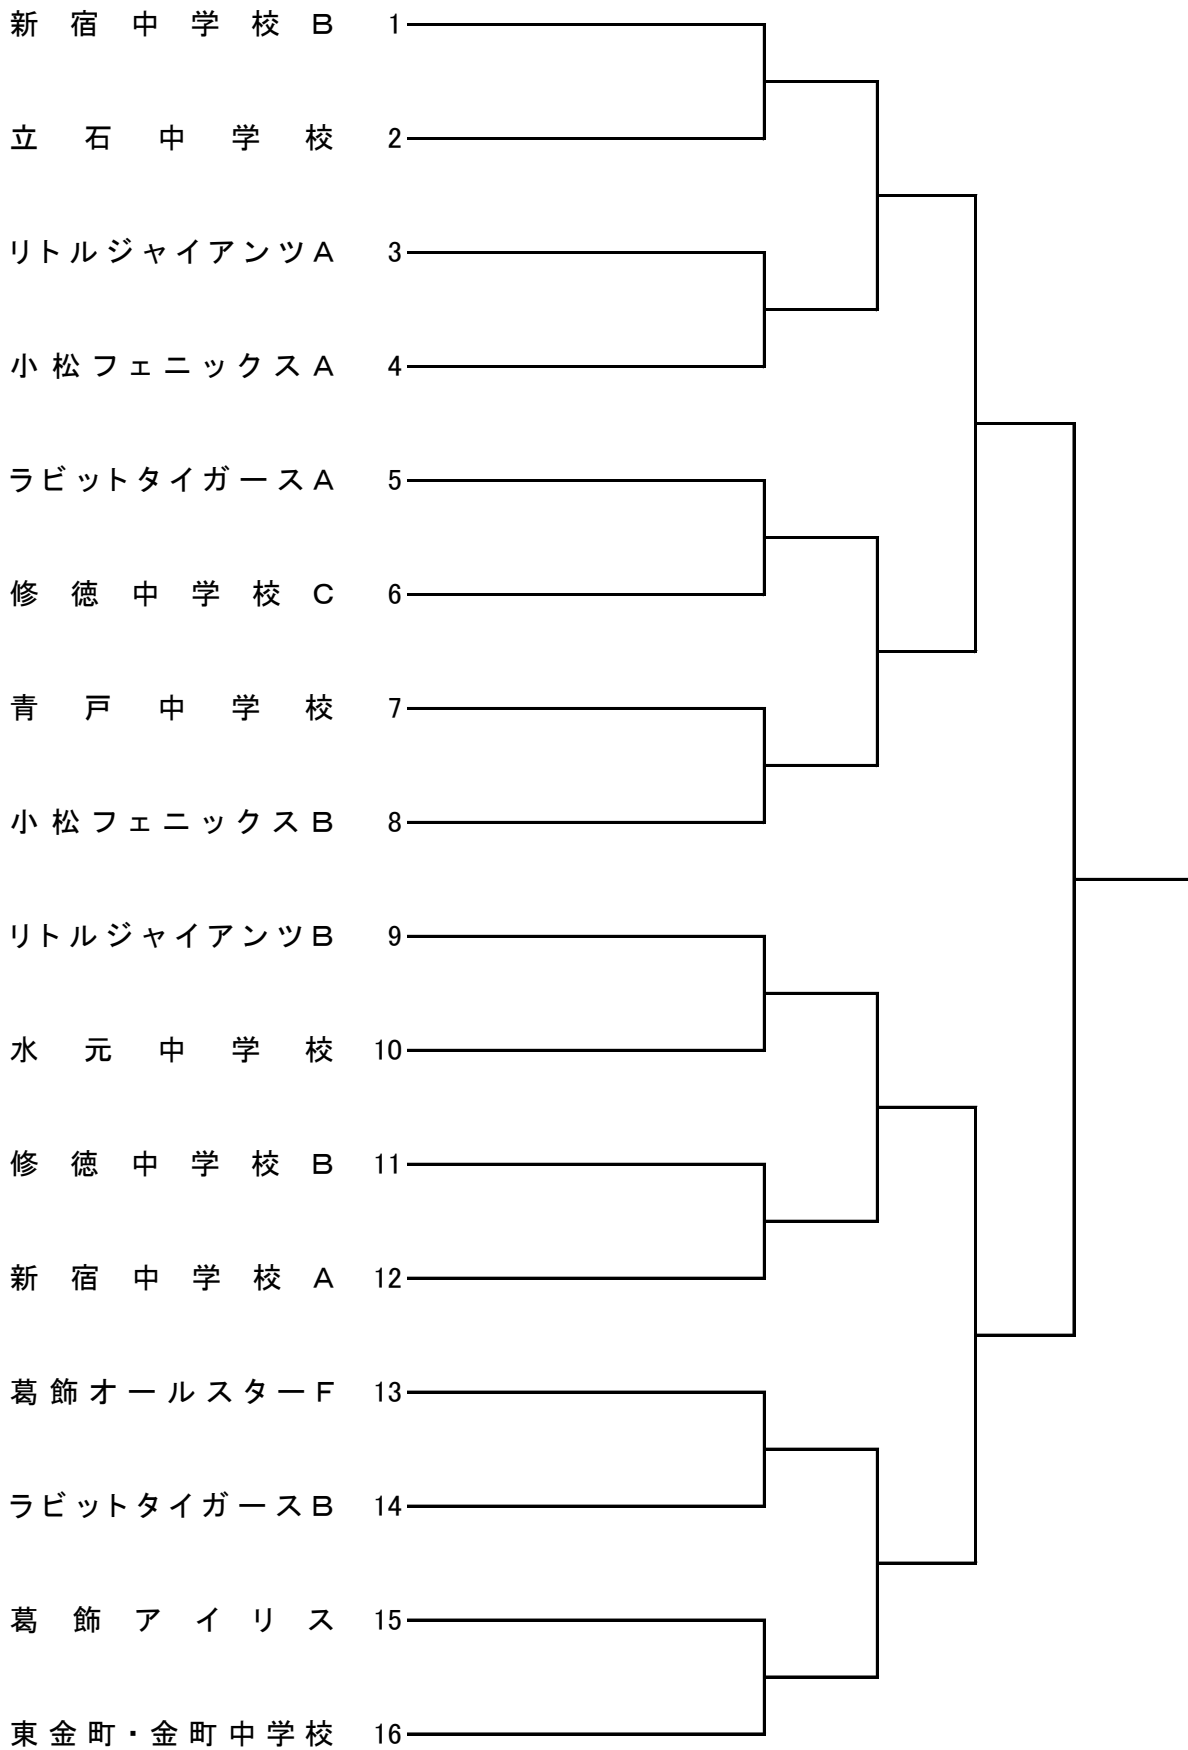 新宿中学校B 1
立石中学校 2
リトルジャイアンツA 3
小松フェニックスA 4
ラビットタイガースA 5
修徳中学校C 6
青戸中学校 7
小松フェニックスB 8
リトルジャイアンツB 9
水元中学校 10
修徳中学校B 11
新宿中学校A 12
葛飾オールスターF 13
ラビットタイガースB 14
葛飾アイリス 15
東金町・金町中学校 16